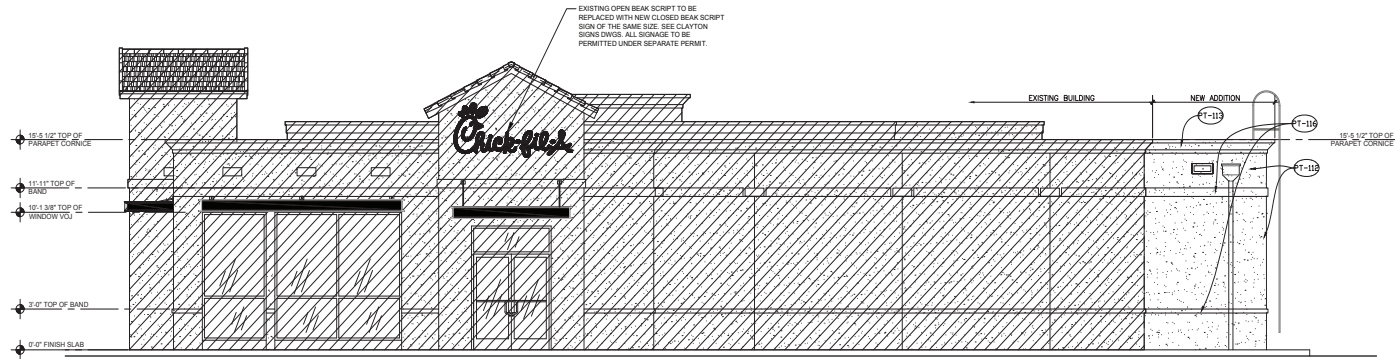 EXISTING OPEN BEAK SCRIPT TO BE
REPLACED WITH NEW CLOSED BEAK SCRIPT
SIGN OF THE SAME SIZE. SEE CLAYTON
SIGNS DWGS. ALL SIGNAGE TO BE
PERMITTED UNDER SEPARATE PERMIT.
EXISTING BUILDING
NEW ADDITION
PT-113
PT-116
Chick-fil-A
15'-5 1/2" TOP OF
PARAPET CORNICE
15'-5 1/2" TOP OF
PARAPET CORNICE
PT-112
11'-11" TOP OF
BAND
10'-1 3/8" TOP OF
WINDOW VOJ
3'-0" TOP OF BAND
0'-0" FINISH SLAB